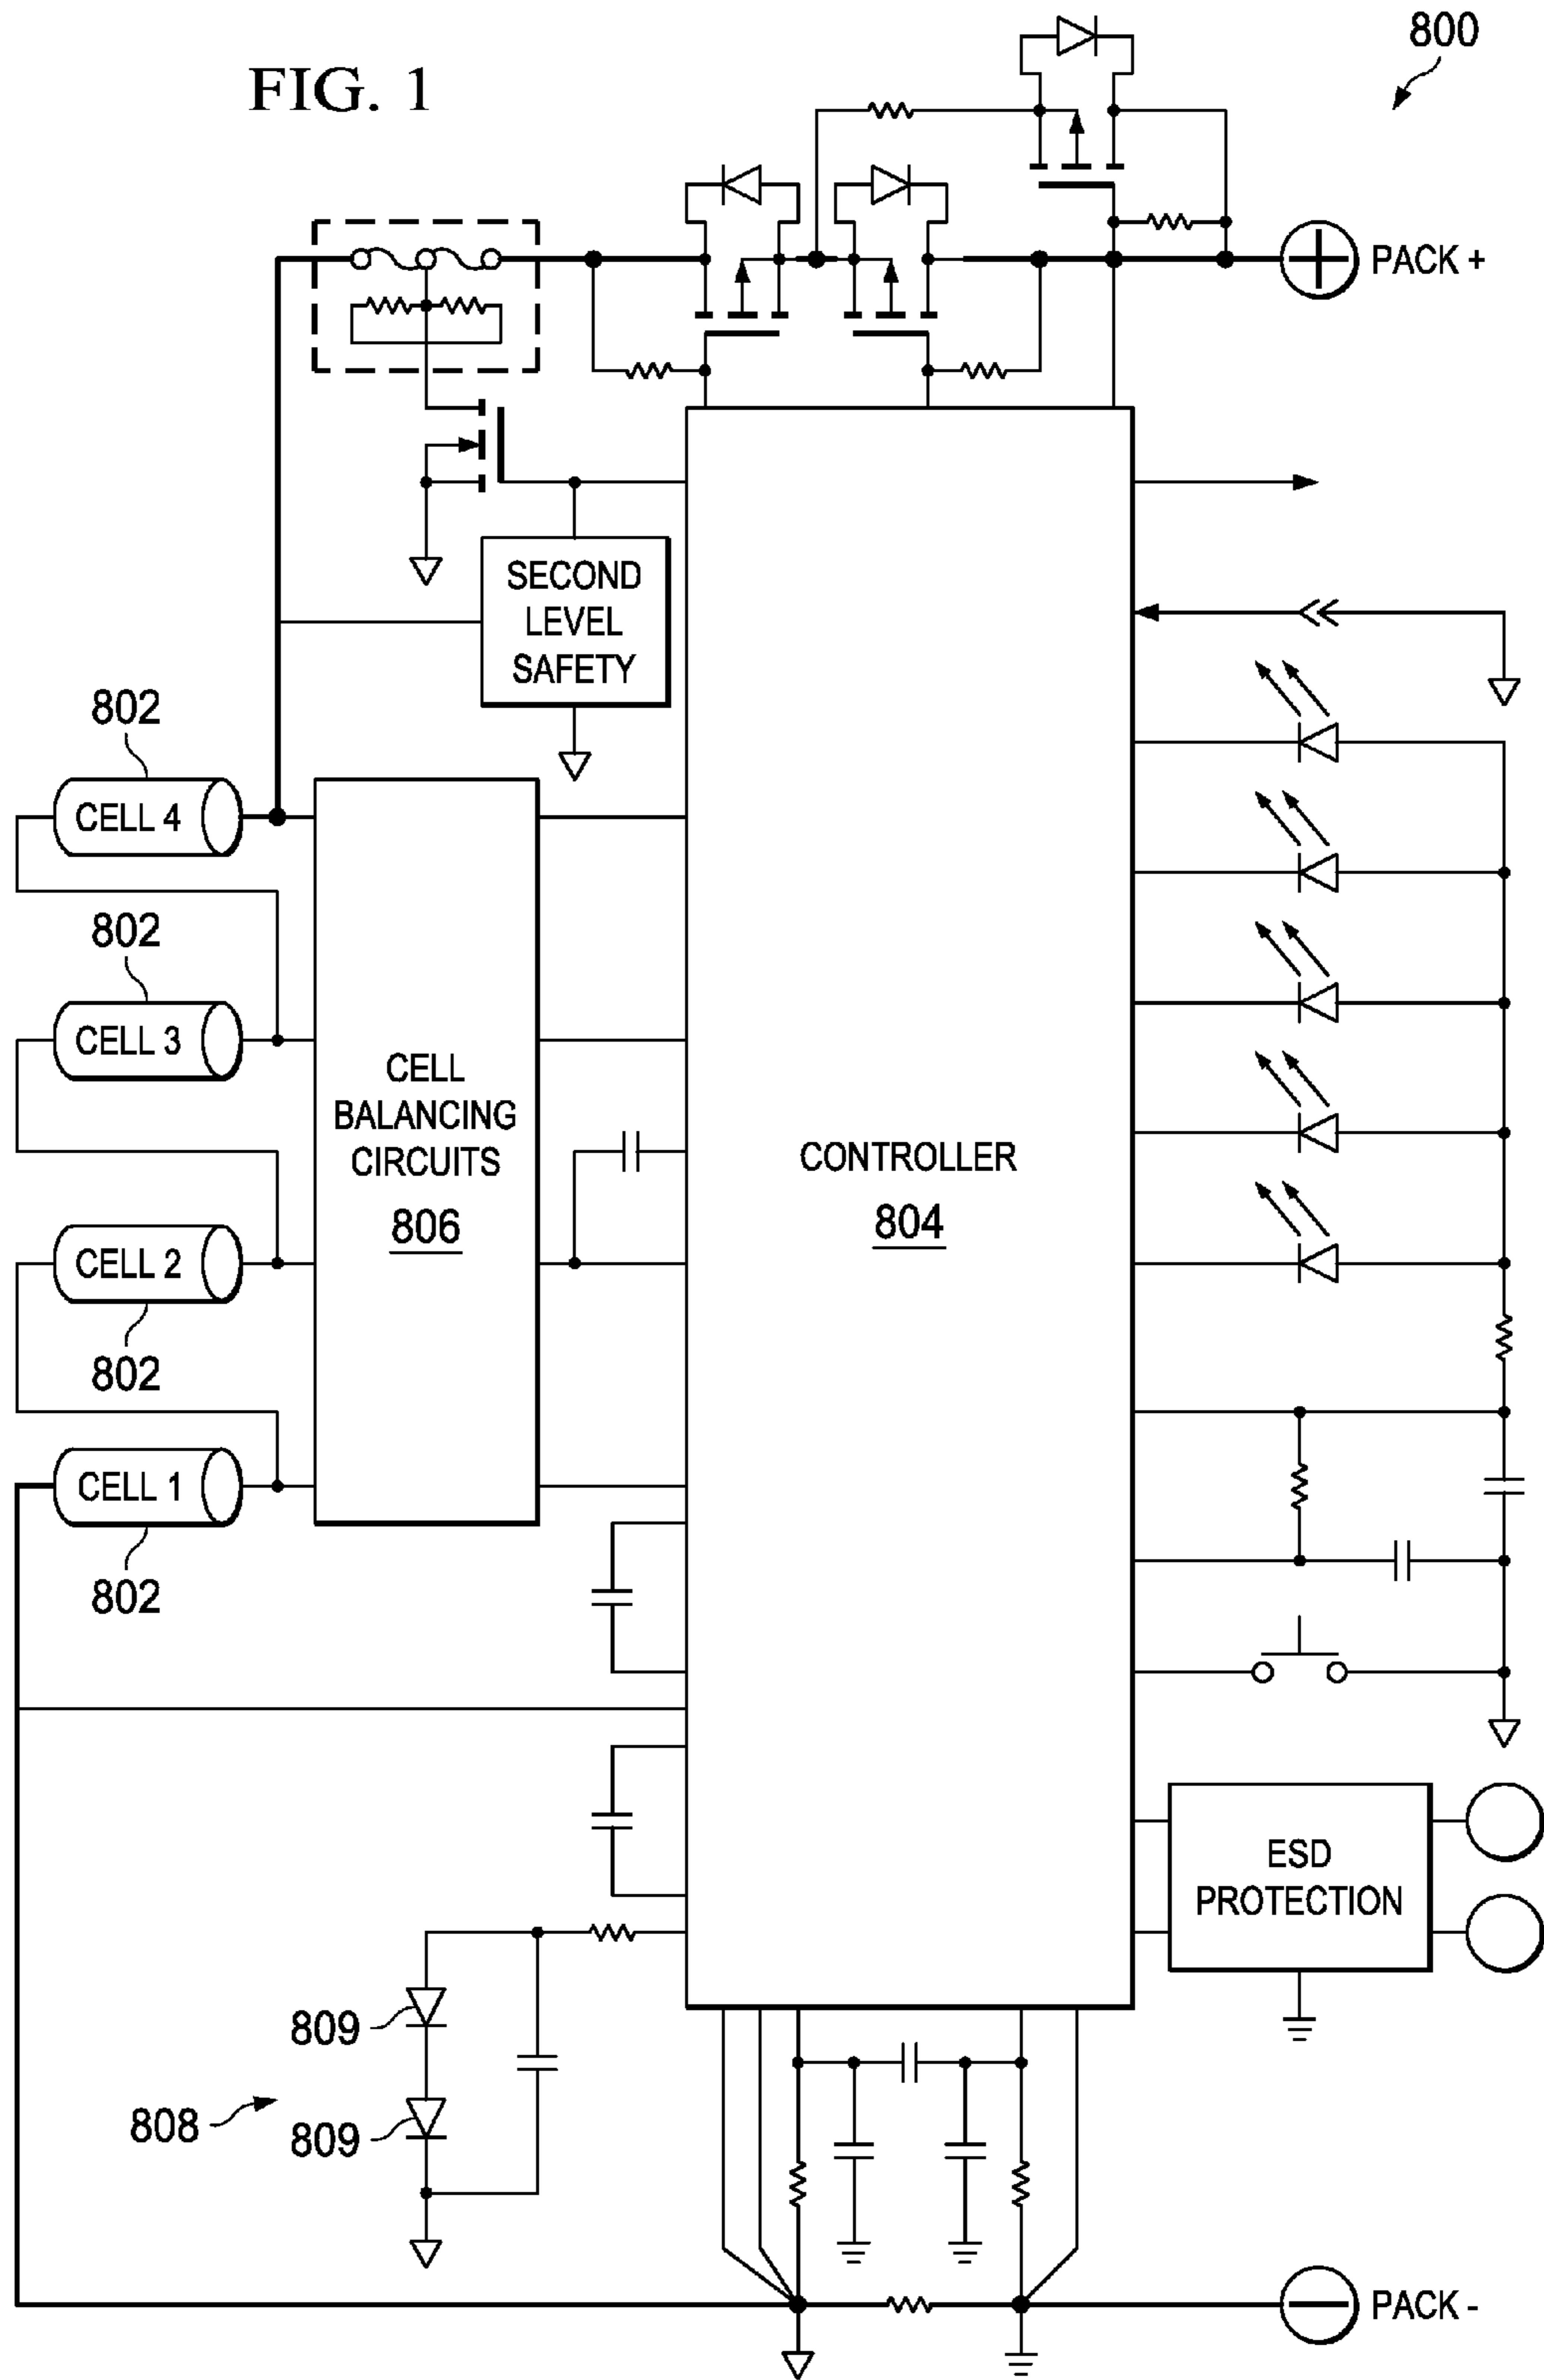 FIG. 1
800
PACK +
SECOND
LEVEL
SAFETY
802
CELL 4
802
CELL 3
CELL
BALANCING
CIRCUITS
806
CONTROLLER
804
CELL 2
802
CELL 1
802
ESD
PROTECTION
809
808
809
PACK -